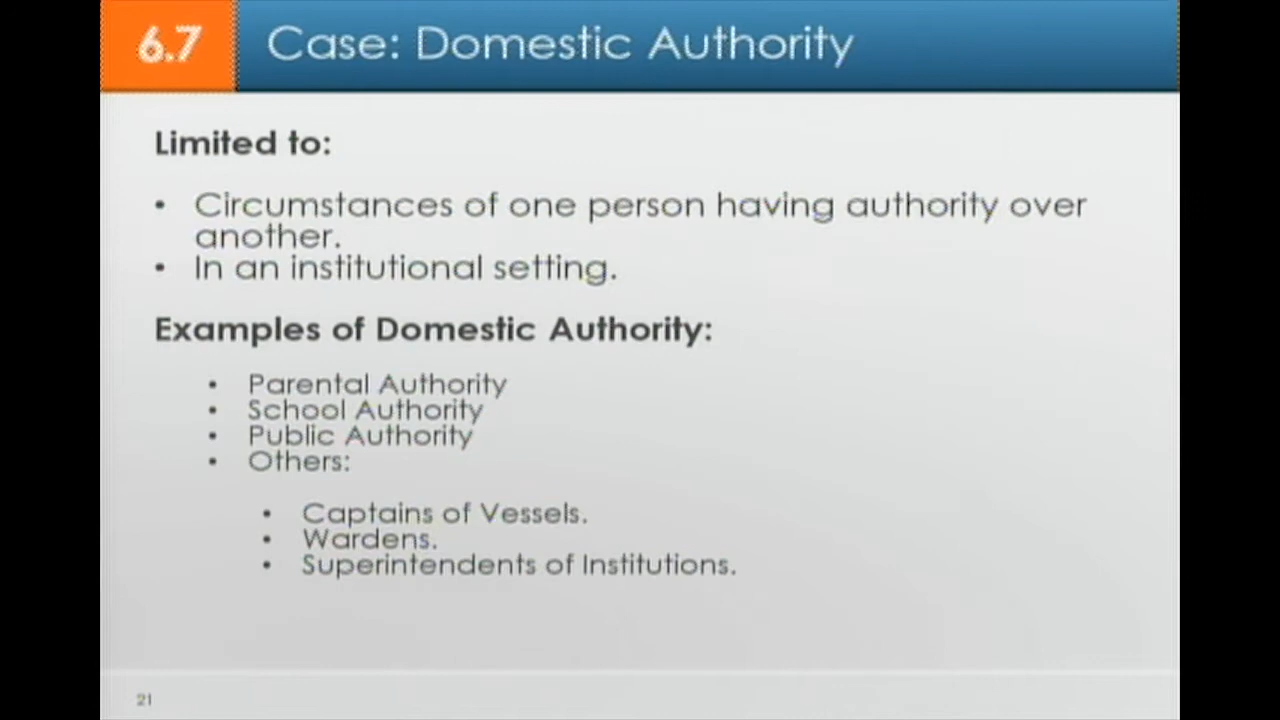 6.7 Case: Domestic Authority
Limited to:
• Circumstances of one person having authority over
another.
• In an institutional setting.
Examples of Domestic Authority:
• Parental Authority
• School Authority
• Public Authority
• Others:
• Captains of Vessels.
• Wardens.
• Superintendents of Institutions.
21